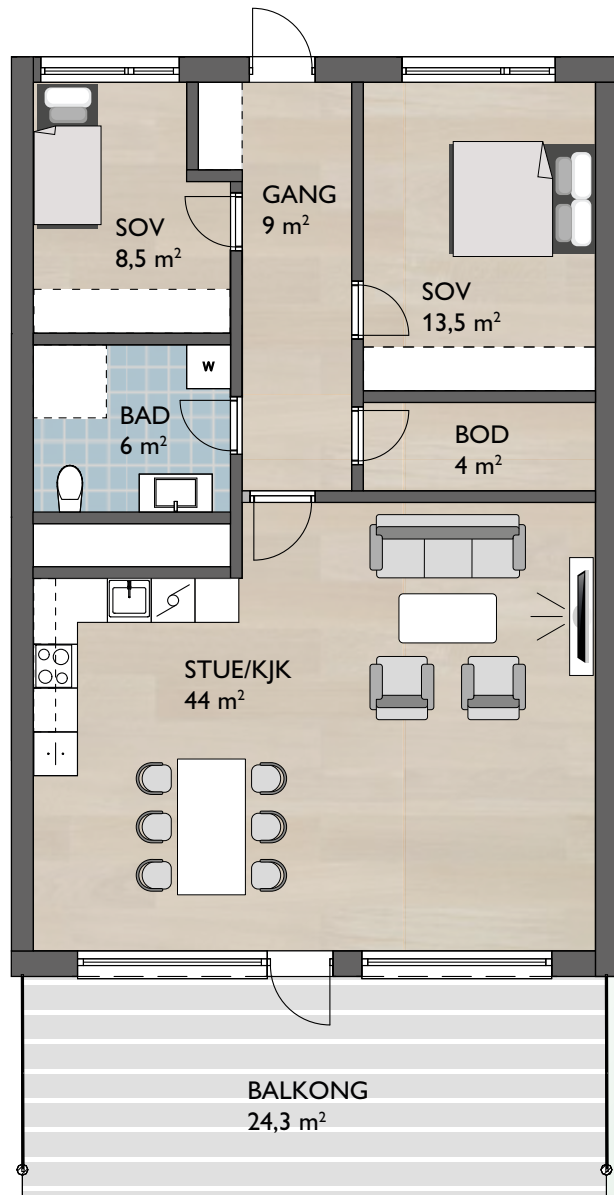 GANG
9 m²
SOV
8,5 m²
SOV
13,5 m²
W
BAD
6 m²
BOD
4 m²
STUE/KJK
44 m²
BALKONG
24,3 m²